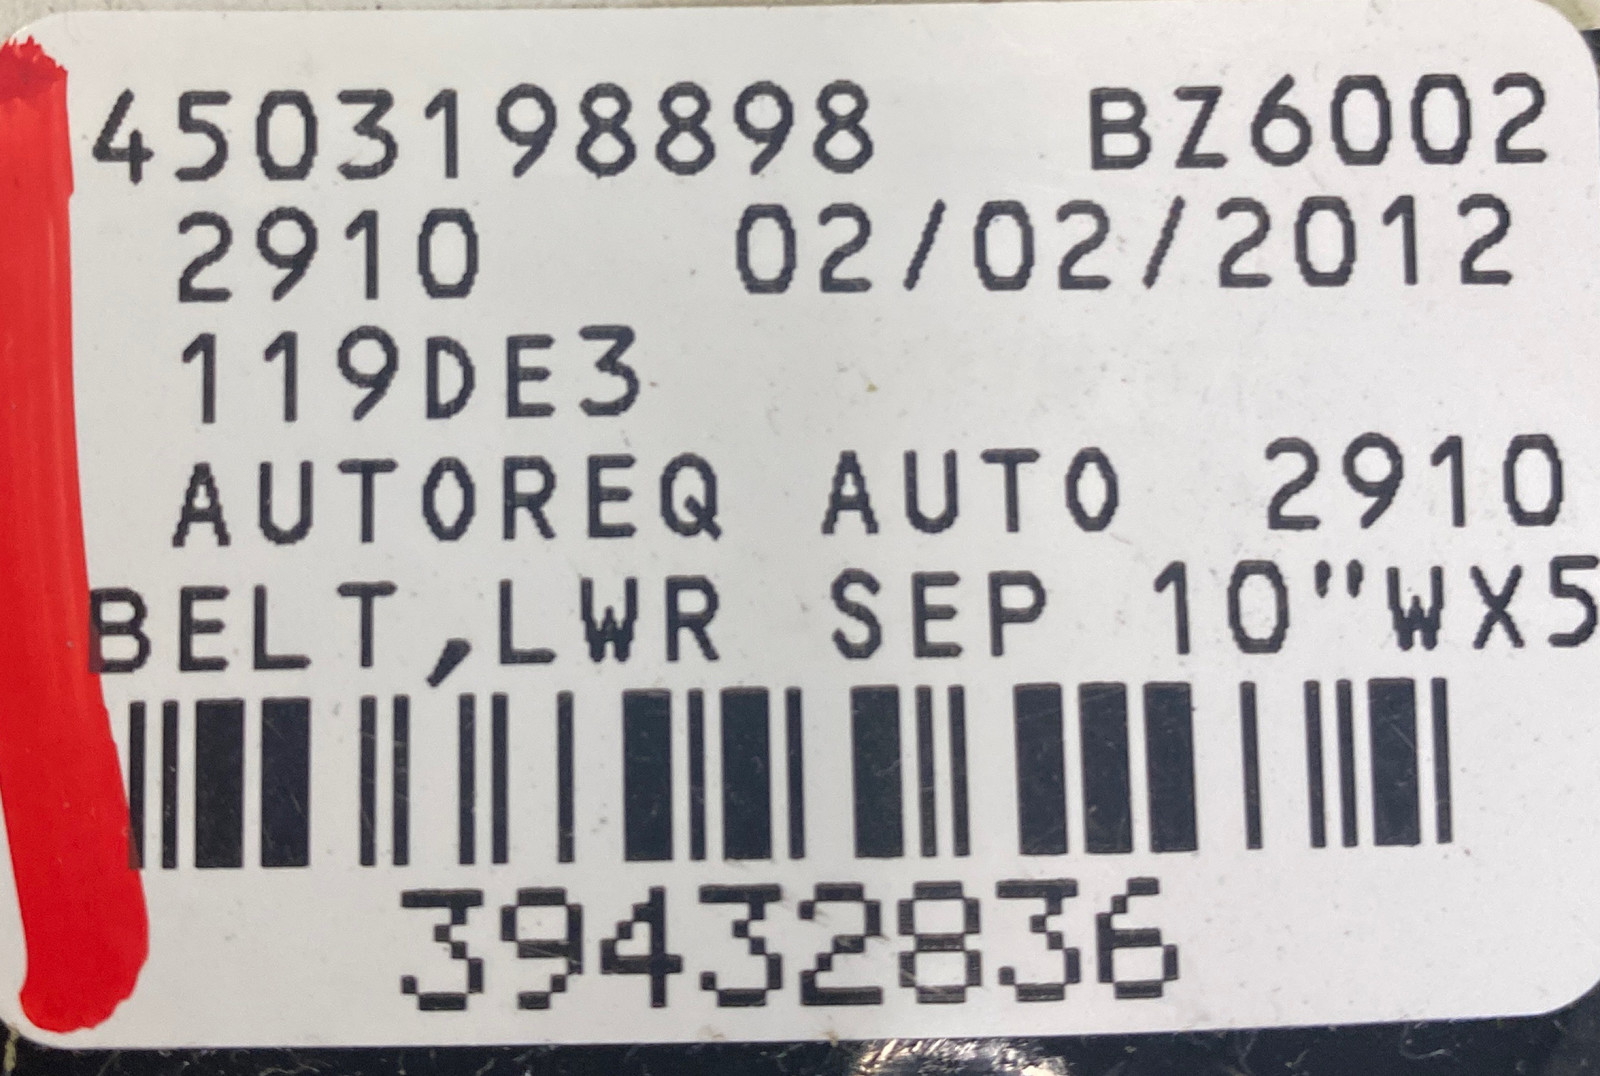 4503198898 BZ6002
2910 02/02/2012
119DE3
AUTOREQ AUTO 2910
BELT,LWR SEP 10"WX5
39432836